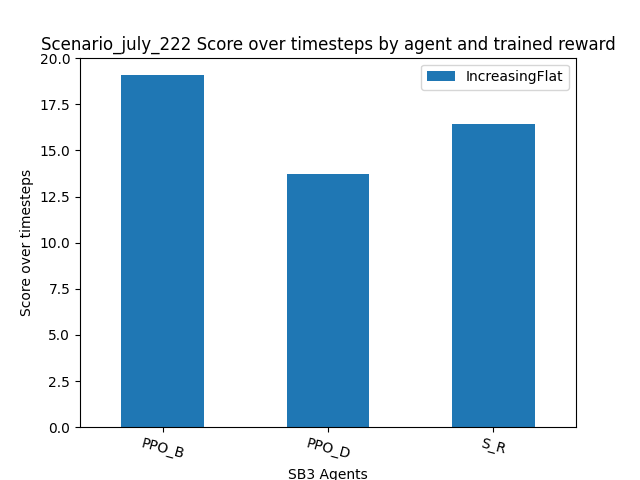 Scenario_july_222 Score over timesteps by agent and trained reward
IncreasingFlat
Score over timesteps
20.0
17.5
15.0
12.5
10.0
7.5
5.0
2.5
0.0
PPO_B
PPO_D
S_R
SB3 Agents